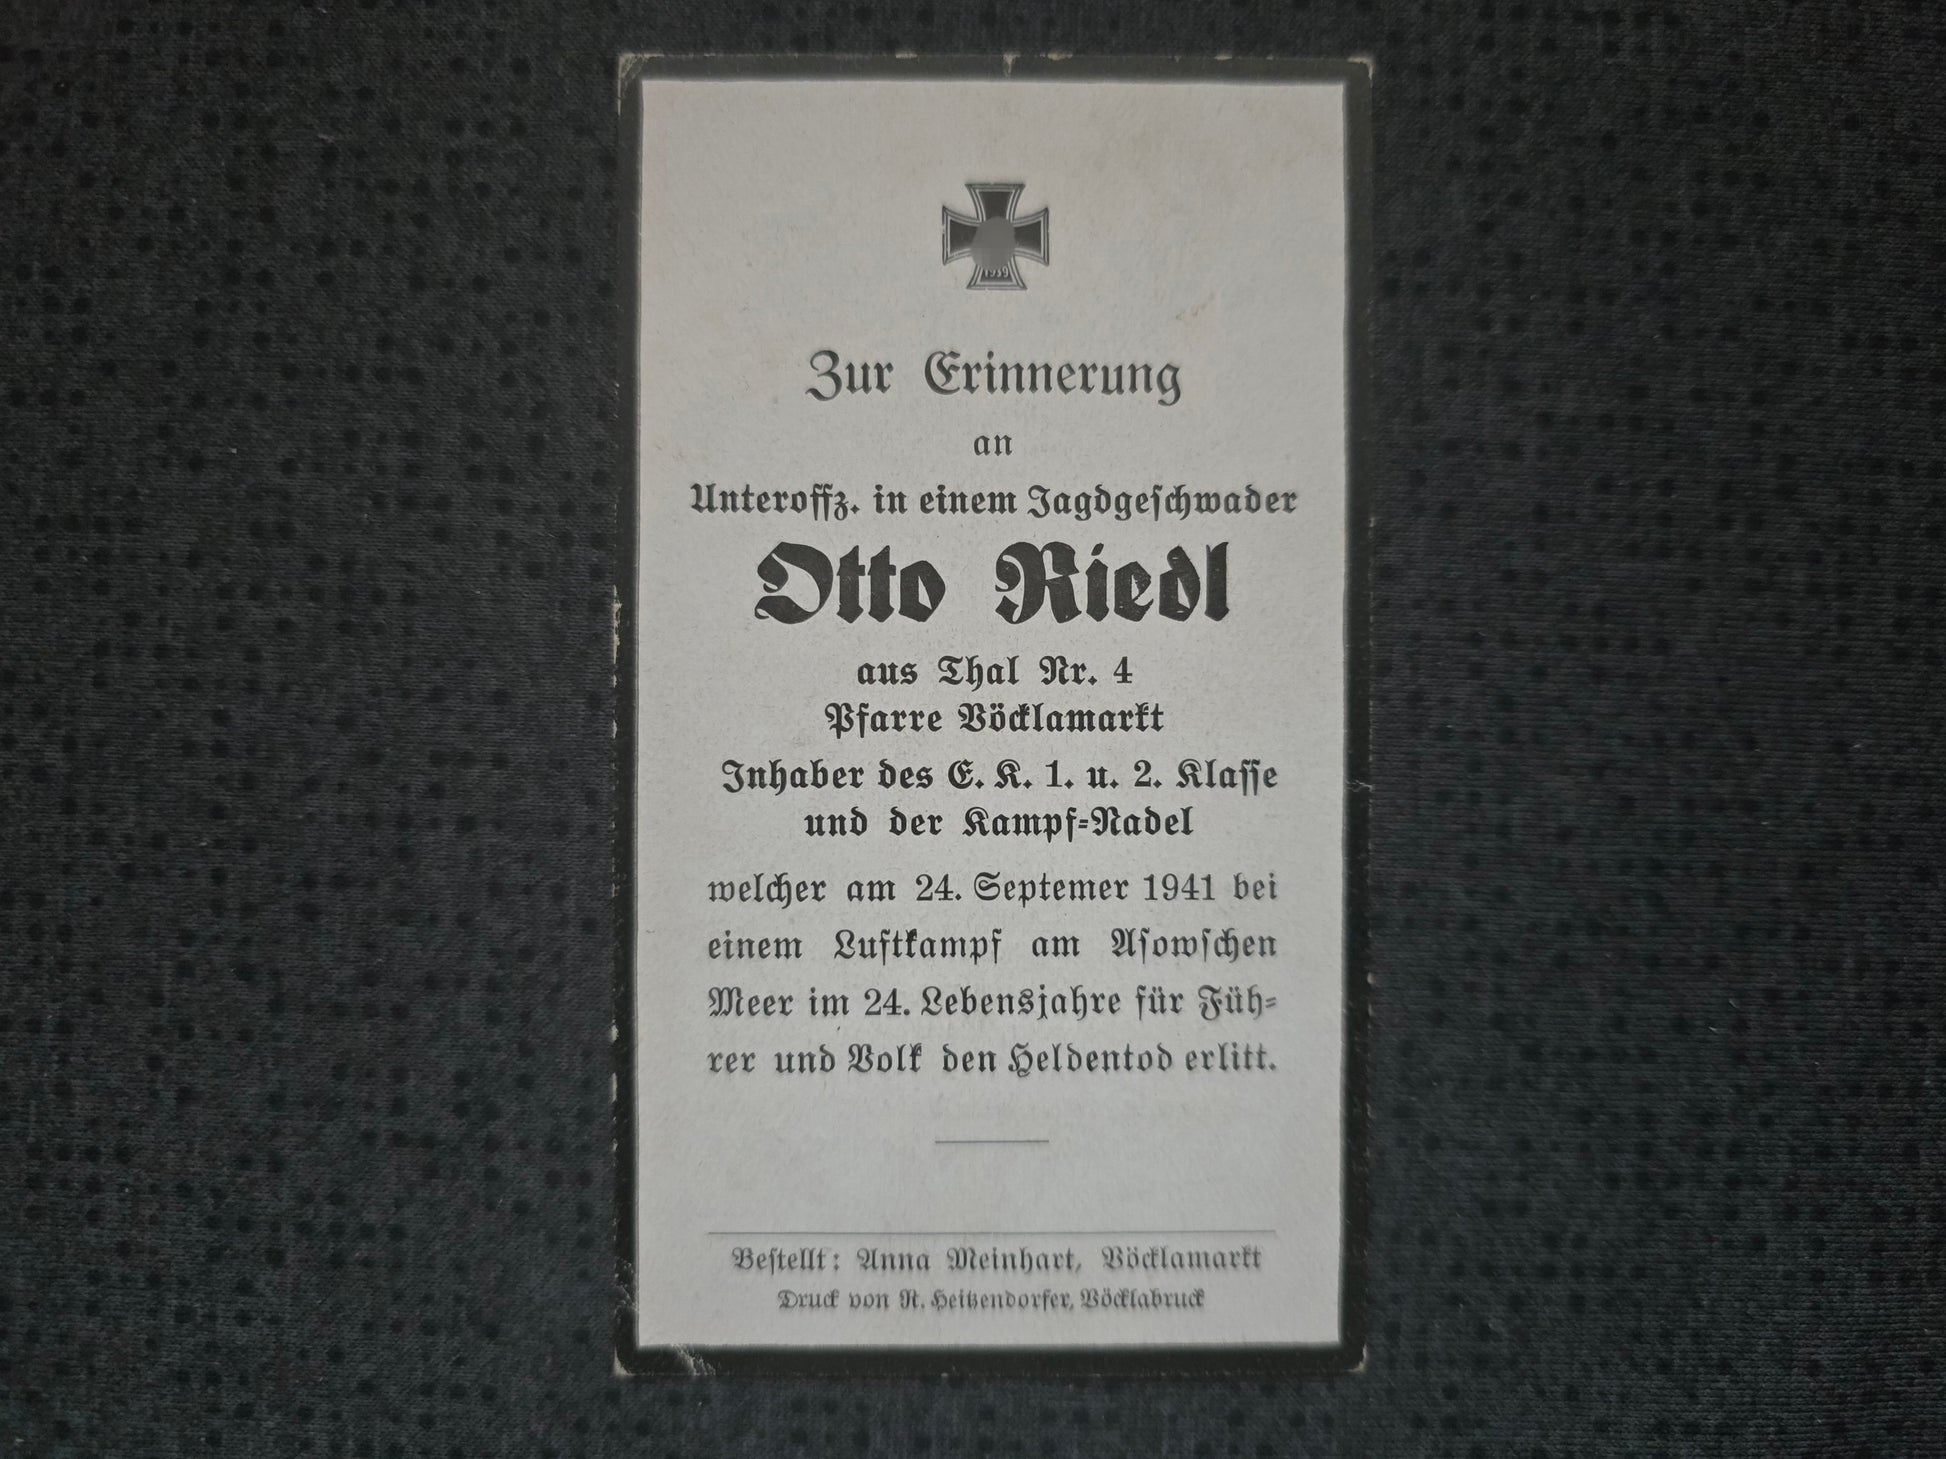 1939
Zur Erinnerung
an
Unteroffz. in einem Jagdgeschwader
Otto Riedl
aus Thal Nr. 4
Pfarre Vöcklamarkt
Inhaber des E. K. 1. u. 2. Klasse
und der Kampf-Nadel
welcher am 24. Septemer 1941 bei
einem Luftkampf am Asowschen
Meer im 24. Lebensjahre für Füh-
rer und Volk den Heldentod erlitt.
Bestellt: Anna Meinhart, Vöcklamarkt
Druck von R. Heitzendorfer, Vöcklabruck